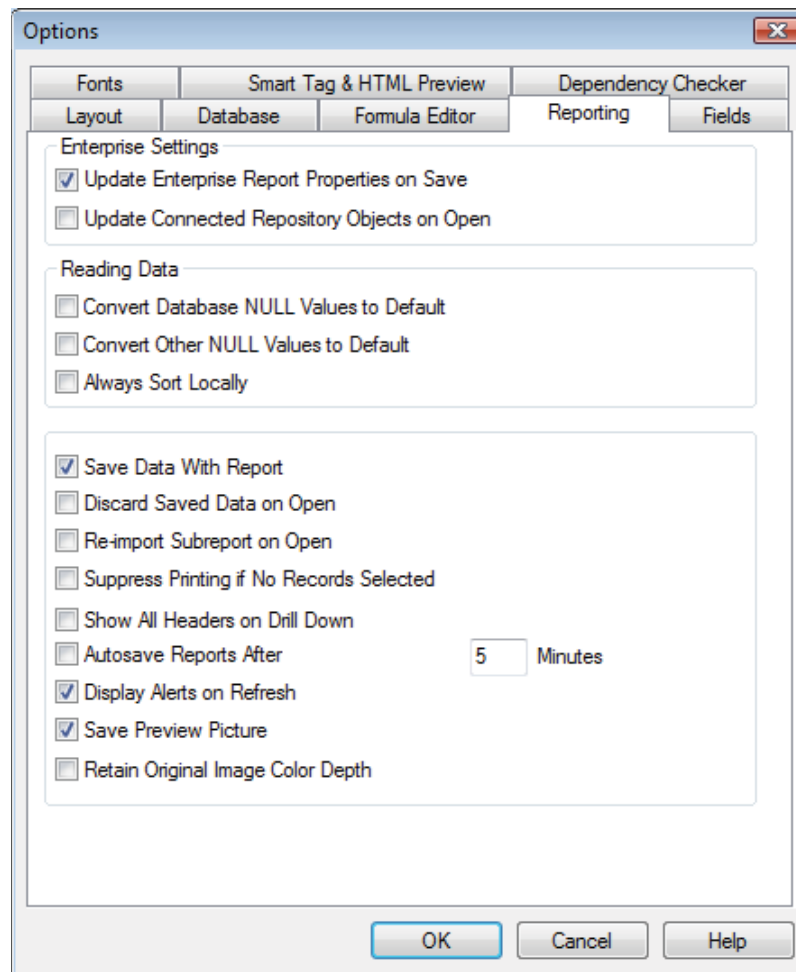 Options
Fonts Smart Tag & HTML Preview Dependency Checker
Layout Database Formula Editor Reporting Fields
Enterprise Settings
Update Enterprise Report Properties on Save
Update Connected Repository Objects on Open
Reading Data
Convert Database NULL Values to Default
Convert Other NULL Values to Default
Always Sort Locally
Save Data With Report
Discard Saved Data on Open
Re-import Subreport on Open
Suppress Printing if No Records Selected
Show All Headers on Drill Down
Autosave Reports After 5 Minutes
Display Alerts on Refresh
Save Preview Picture
Retain Original Image Color Depth
OK Cancel Help